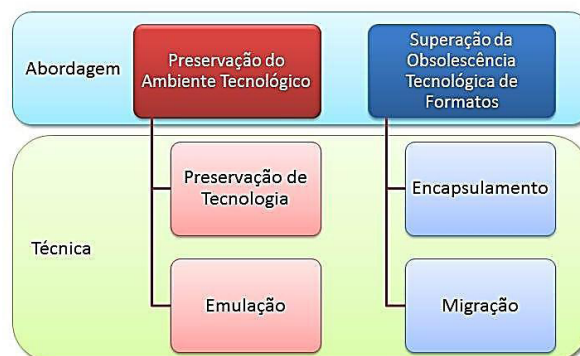 Abordagem
Preservação do
Ambiente Tecnológico
Superação da
Obsolescência
Tecnológica de
Formatos
Técnica
Preservação de
Tecnologia
Encapsulamento
Emulação
Migração